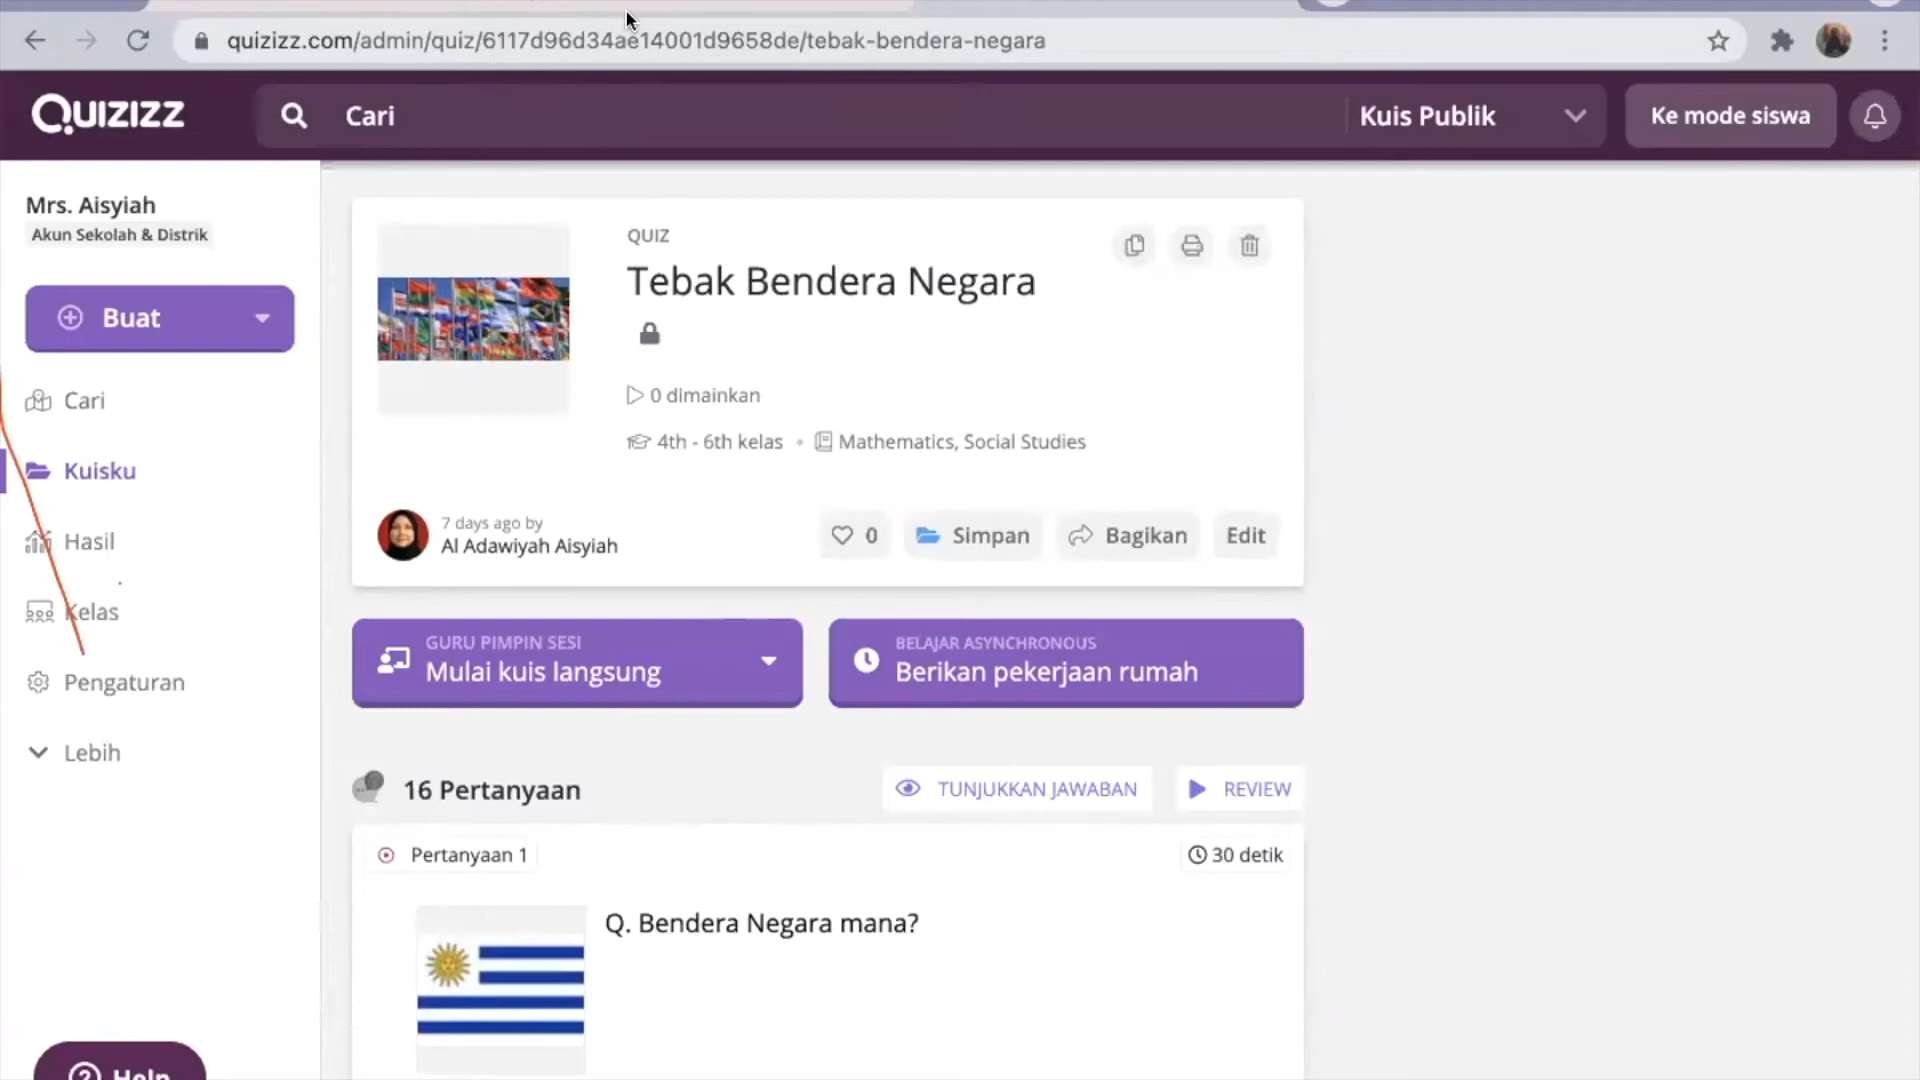 quizizz.com/admin/quiz/6117d96d34ae14001d9658de/tebak-bendera-negara
QUIZIZZ
Cari
Kuis Publik
Ke mode siswa
Mrs. Aisyiah
Akun Sekolah & Distrik
Buat
Cari
Kuisku
Hasil
Kelas
Pengaturan
Lebih
Help
QUIZ
Tebak Bendera Negara
0 dimainkan
4th - 6th kelas • Mathematics, Social Studies
7 days ago by
Al Adawiyah Aisyiah
0
Simpan
Bagikan
Edit
GURU PIMPIN SESI
Mulai kuis langsung
BELAJAR ASYNCHRONOUS
Berikan pekerjaan rumah
16 Pertanyaan
TUNJUKKAN JAWABAN
REVIEW
Pertanyaan 1
30 detik
Q. Bendera Negara mana?